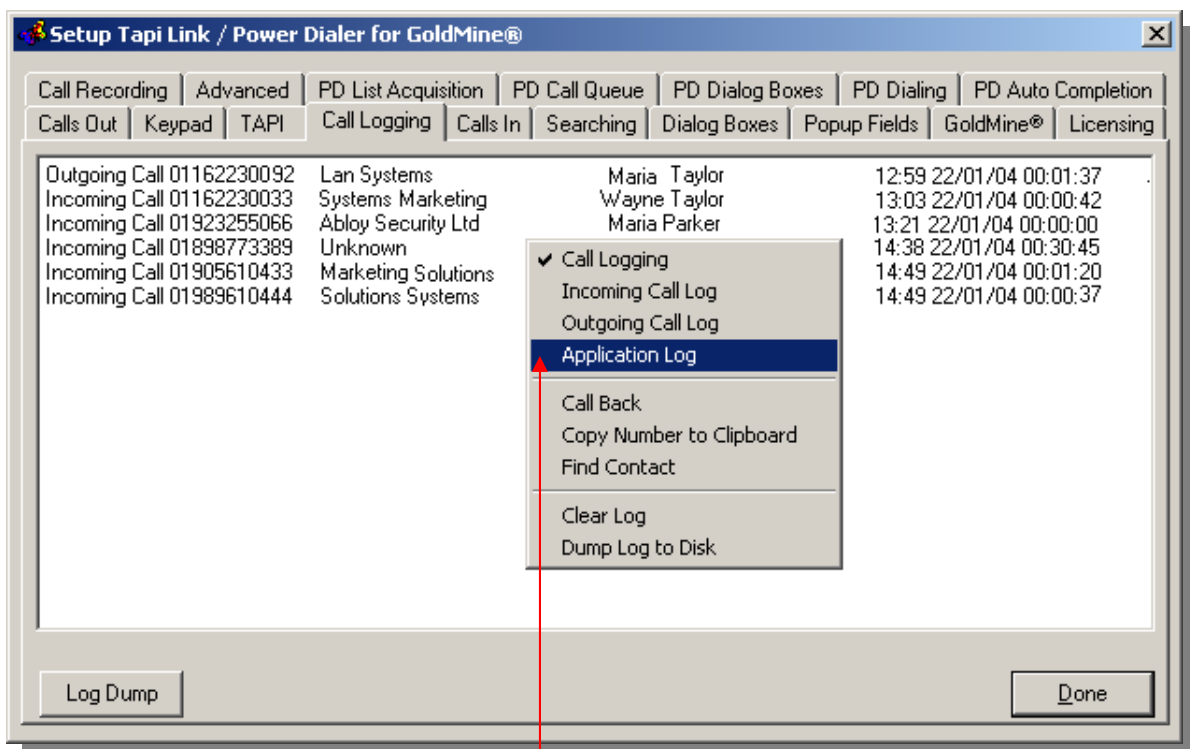 Setup Tapi Link / Power Dialer for GoldMine®
Call Recording Advanced PD List Acquisition PD Call Queue PD Dialog Boxes PD Dialing PD Auto Completion
Calls Out Keypad TAPI Call Logging Calls In Searching Dialog Boxes Popup Fields GoldMine® Licensing
Outgoing Call 01162230092 Lan Systems Maria Taylor 12:59 22/01/04 00:01:37 .
Incoming Call 01162230033 Systems Marketing Wayne Taylor 13:03 22/01/04 00:00:42
Incoming Call 01923255066 Abloy Security Ltd Maria Parker 13:21 22/01/04 00:00:00
Incoming Call 01898773389 Unknown 14:38 22/01/04 00:30:45
Incoming Call 01905610433 Marketing Solutions 14:49 22/01/04 00:01:20
Incoming Call 01989610444 Solutions Systems 14:49 22/01/04 00:00:37
Call Logging
Incoming Call Log
Outgoing Call Log
Application Log
Call Back
Copy Number to Clipboard
Find Contact
Clear Log
Dump Log to Disk
Log Dump Done